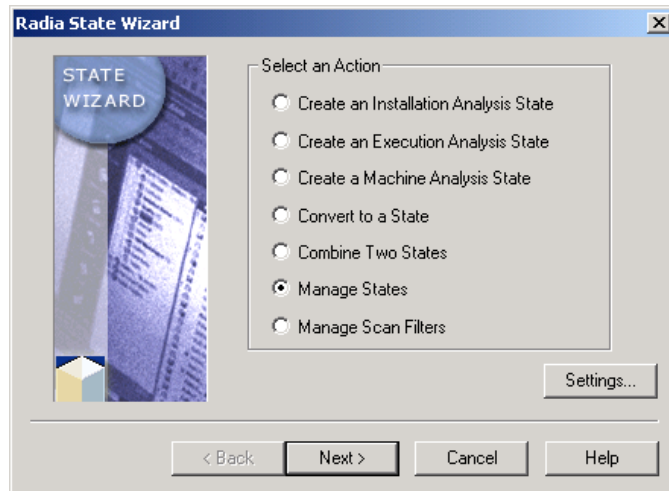 Radia State Wizard
STATE
WIZARD
Select an Action
Create an Installation Analysis State
Create an Execution Analysis State
Create a Machine Analysis State
Convert to a State
Combine Two States
Manage States
Manage Scan Filters
Settings...
< Back Next > Cancel Help